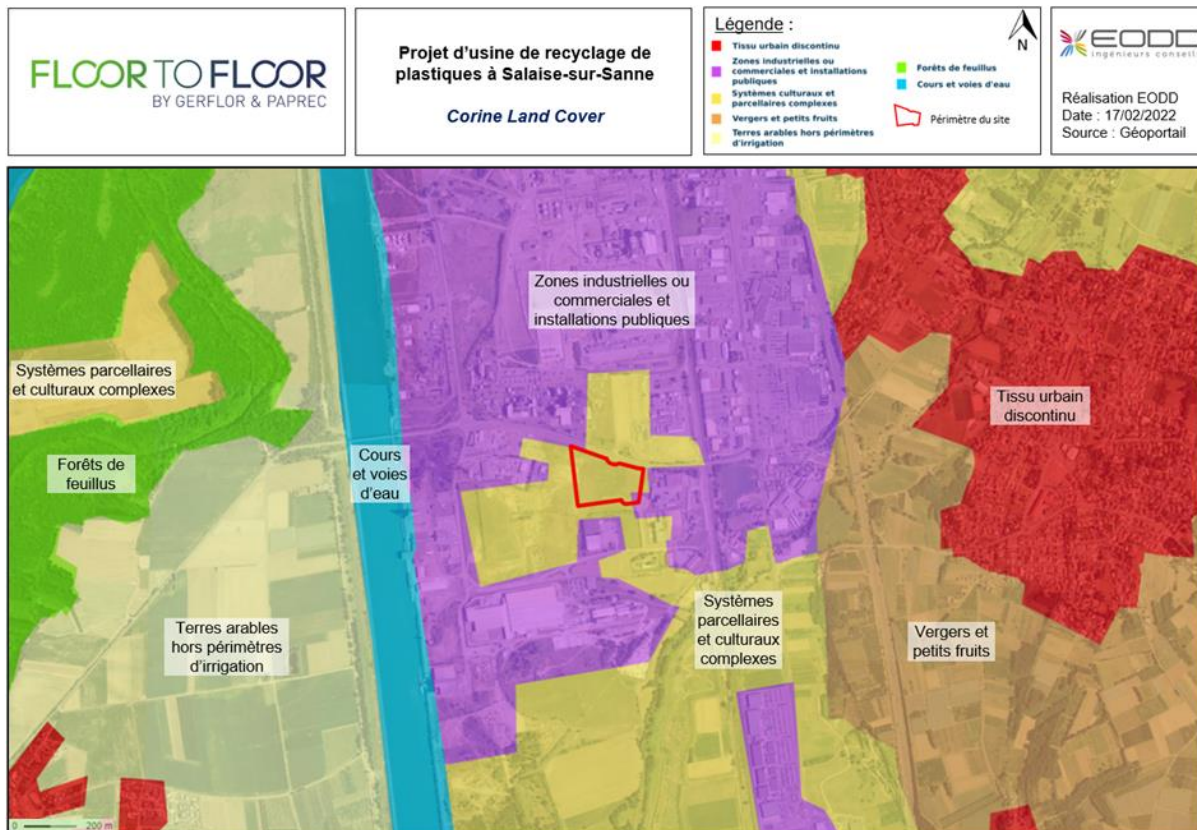 FLOOR TO FLOOR
BY GERFLOR & PAPREC
Projet d'usine de recyclage de
plastiques à Salaise-sur-Sanne
Corine Land Cover
Légende :
Tissu urbain discontinu
Zones industrielles ou
commerciales et installations
publiques
Systèmes culturaux et
parcellaires complexes
Vergers et petits fruits
Terres arables hors périmètres
d'irrigation
Forêts de feuillus
Cours et voies d'eau
Périmètre du site
N
EODD
ingénieurs conseils
Réalisation EODD
Date : 17/02/2022
Source : Géoportail
Zones industrielles ou
commerciales et
installations publiques
Systèmes parcellaires
et culturaux complexes
Tissu urbain
discontinu
Forêts de
feuillus
Cours
et voies
d'eau
Terres arables
hors périmètres
d'irrigation
Systèmes
parcellaires
et culturaux
complexes
Vergers et
petits fruits
0 200 m